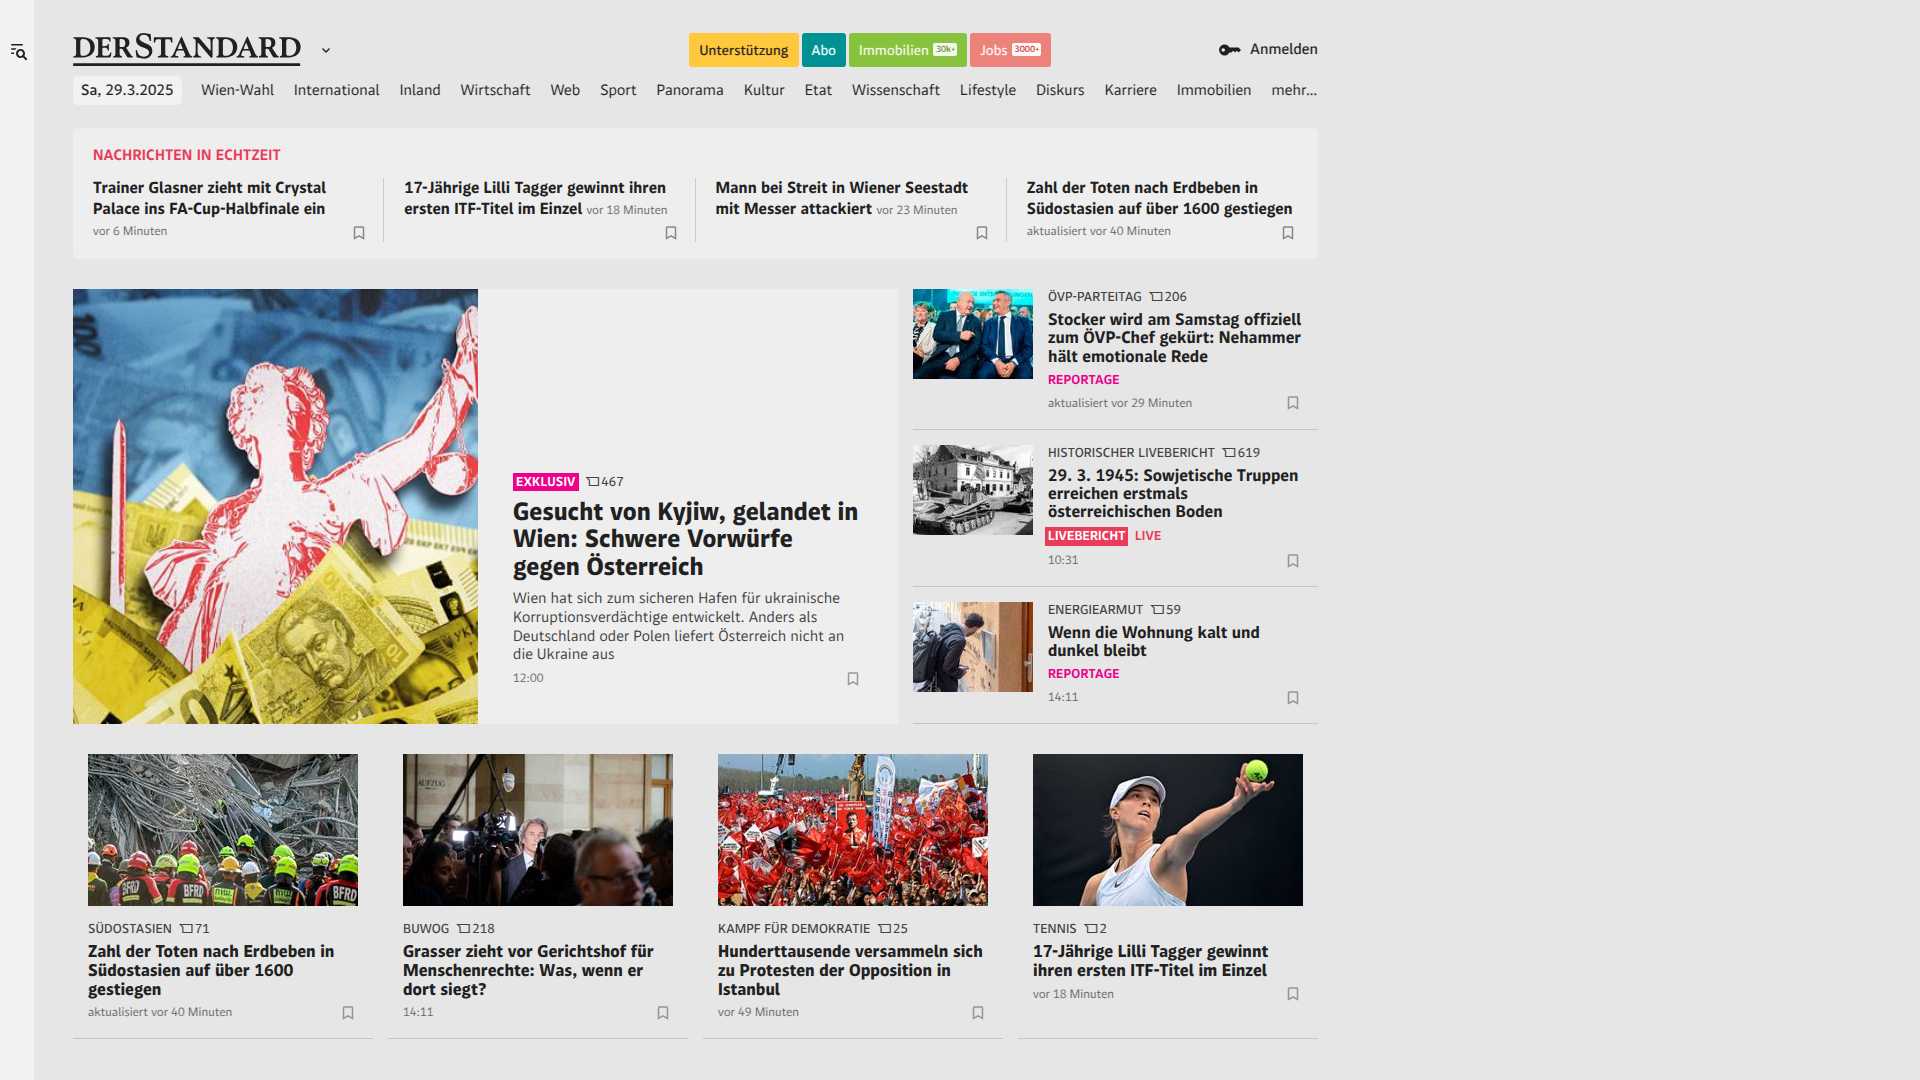 DERSTANDARD
Unterstützung
Abo
Immobilien 30k+
Jobs 3000+
Anmelden
Sa, 29.3.2025
Wien-Wahl
International
Inland
Wirtschaft
Web
Sport
Panorama
Kultur
Etat
Wissenschaft
Lifestyle
Diskurs
Karriere
Immobilien
mehr...
NACHRICHTEN IN ECHTZEIT
Trainer Glasner zieht mit Crystal
Palace ins FA-Cup-Halbfinale ein
vor 6 Minuten
17-Jährige Lilli Tagger gewinnt ihren
ersten ITF-Titel im Einzel vor 18 Minuten
Mann bei Streit in Wiener Seestadt
mit Messer attackiert vor 23 Minuten
Zahl der Toten nach Erdbeben in
Südostasien auf über 1600 gestiegen
aktualisiert vor 40 Minuten
EXKLUSIV 467
Gesucht von Kyjiw, gelandet in
Wien: Schwere Vorwürfe
gegen Österreich
Wien hat sich zum sicheren Hafen für ukrainische
Korruptionsverdächtige entwickelt. Anders als
Deutschland oder Polen liefert Österreich nicht an
die Ukraine aus
12:00
ÖVP-PARTEITAG 206
Stocker wird am Samstag offiziell
zum ÖVP-Chef gekürt: Nehammer
hält emotionale Rede
REPORTAGE
aktualisiert vor 29 Minuten
HISTORISCHER LIVEBERICHT 619
29. 3. 1945: Sowjetische Truppen
erreichen erstmals
österreichischen Boden
LIVEBERICHT LIVE
10:31
ENERGIEARMUT 59
Wenn die Wohnung kalt und
dunkel bleibt
REPORTAGE
14:11
BFRD
BFRD
BFRD
SÜDOSTASIEN 71
Zahl der Toten nach Erdbeben in
Südostasien auf über 1600
gestiegen
aktualisiert vor 40 Minuten
AUFZUG
BUWOG 218
Grasser zieht vor Gerichtshof für
Menschenrechte: Was, wenn er
dort siegt?
14:11
KAMPF FÜR DEMOKRATIE 25
Hunderttausende versammeln sich
zu Protesten der Opposition in
Istanbul
vor 49 Minuten
TENNIS 2
17-Jährige Lilli Tagger gewinnt
ihren ersten ITF-Titel im Einzel
vor 18 Minuten